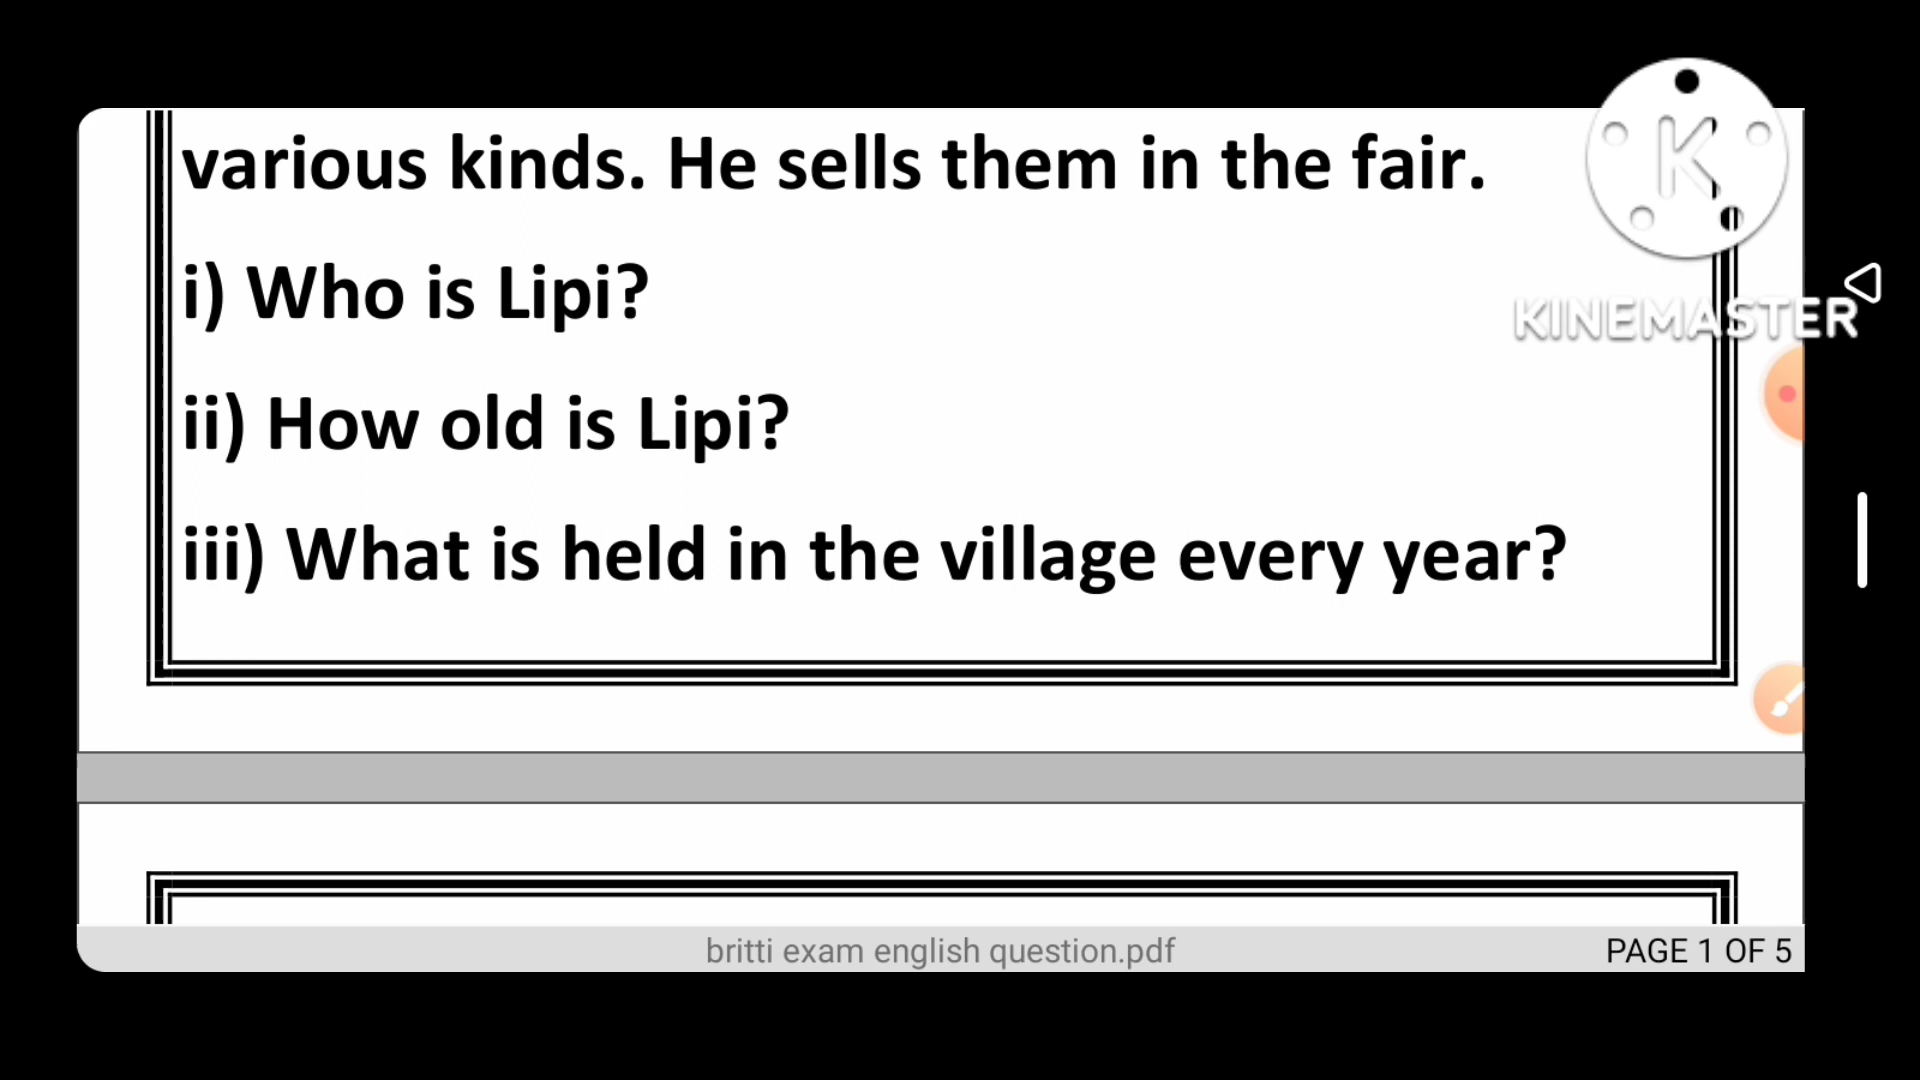 various kinds. He sells them in the fair.
i) Who is Lipi?
KINEMASTER
ii) How old is Lipi?
iii) What is held in the village every year?
britti exam english question.pdf
PAGE 1 OF 5